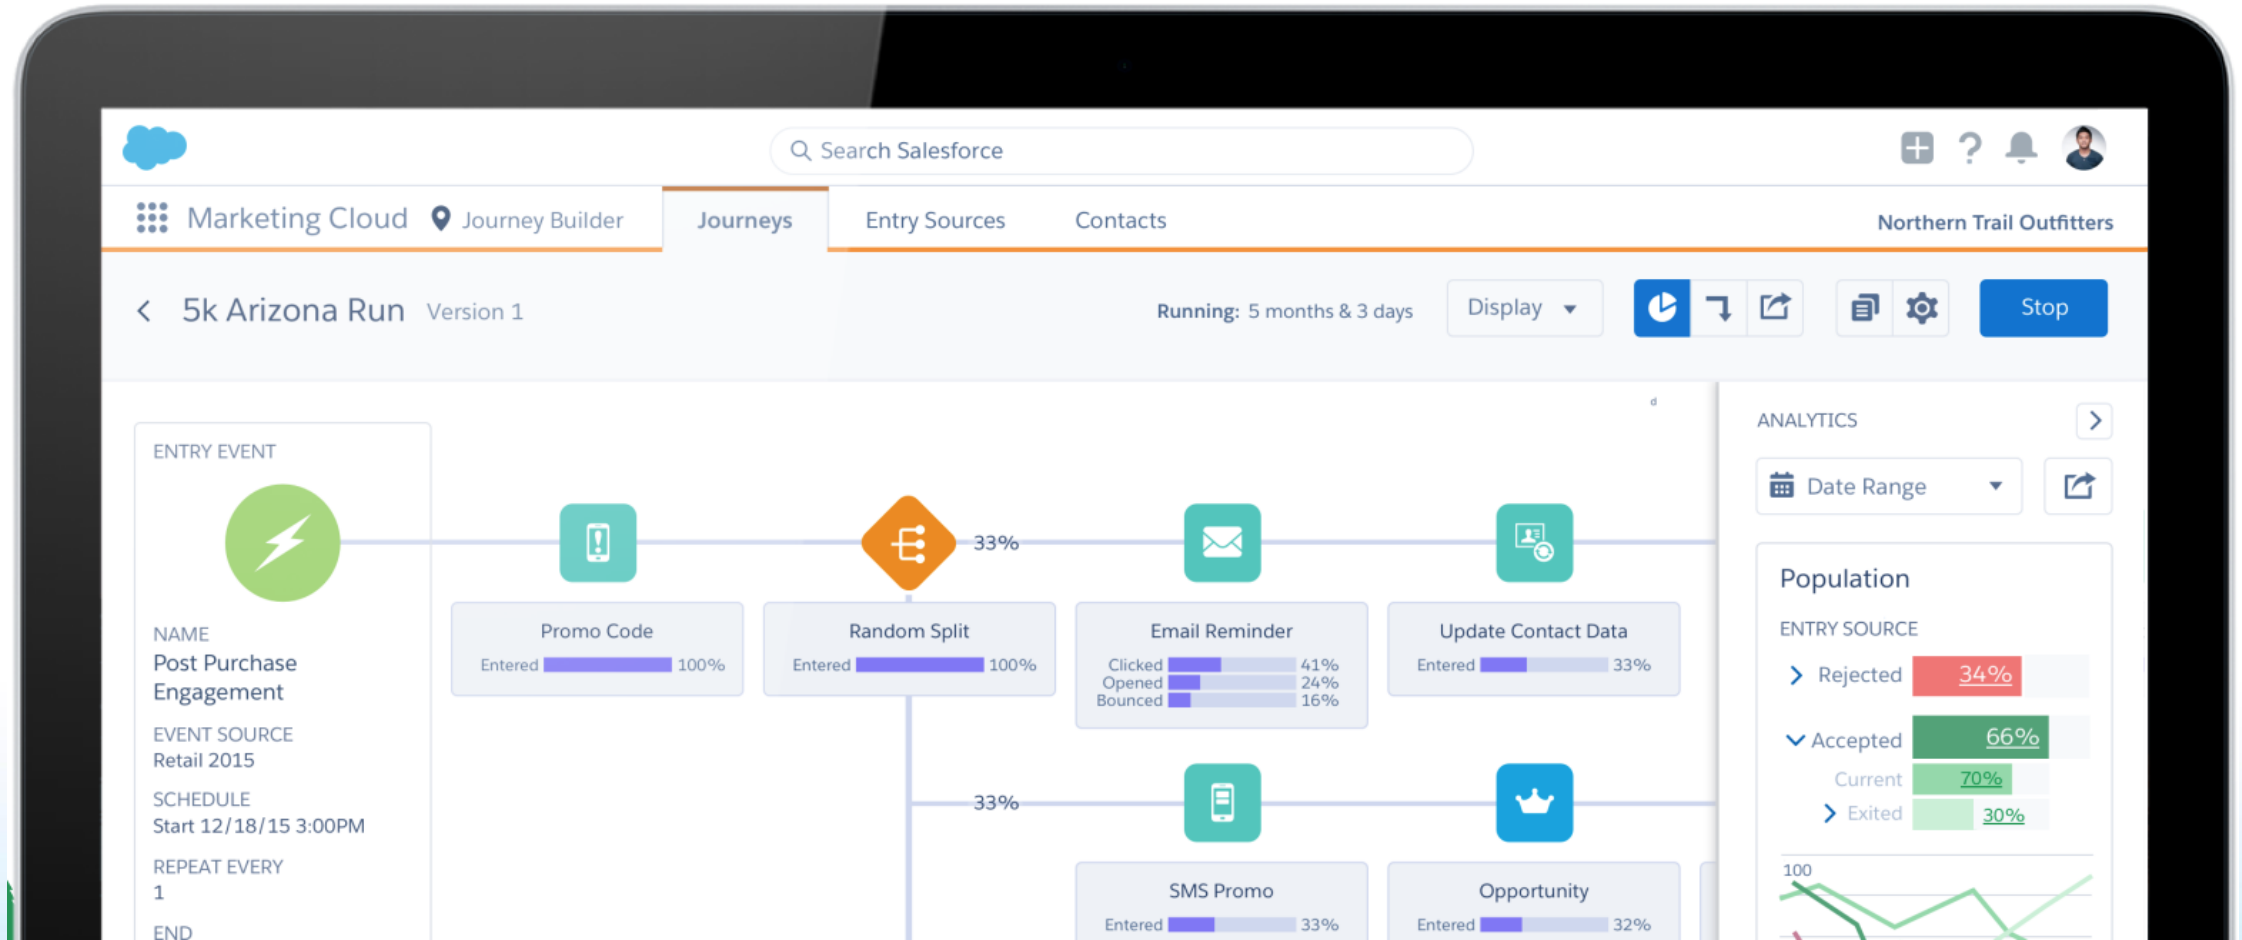 Search Salesforce
Marketing Cloud
Journey Builder
Journeys
Entry Sources
Contacts
Northern Trail Outfitters
5k Arizona Run
Version 1
Running: 5 months & 3 days
Display
Stop
d
ENTRY EVENT
NAME
Post Purchase
Engagement
EVENT SOURCE
Retail 2015
SCHEDULE
Start 12/18/15 3:00PM
REPEAT EVERY
1
END
Promo Code
Entered 100%
Random Split
Entered 100%
33%
Email Reminder
Clicked 41%
Opened 24%
Bounced 16%
Update Contact Data
Entered 33%
33%
SMS Promo
Entered 33%
Opportunity
Entered 32%
ANALYTICS
Date Range
Population
ENTRY SOURCE
Rejected 34%
Accepted 66%
Current 70%
Exited 30%
100